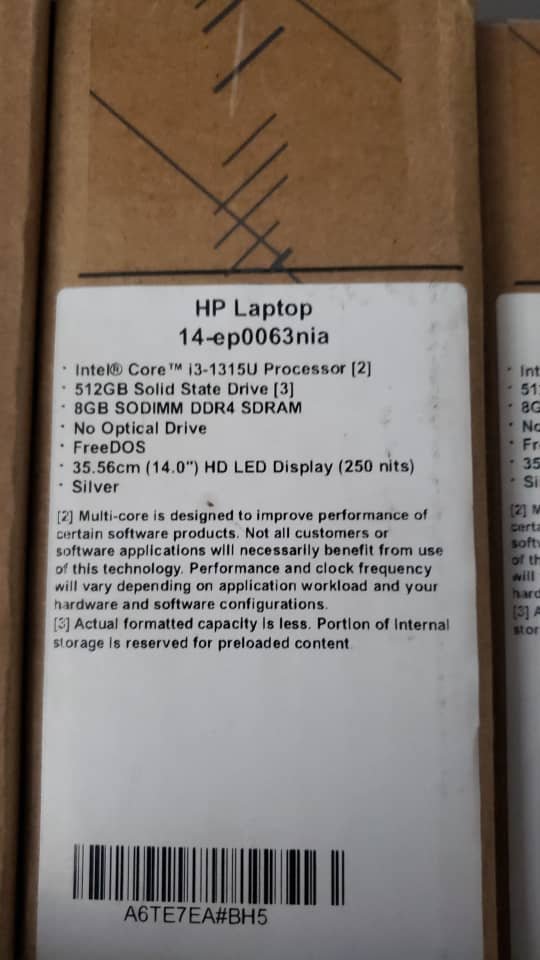 HP Laptop
14-ep0063nia
· Intel® Core™ i3-1315U Processor [2]
· 512GB Solid State Drive [3]
· 8GB SODIMM DDR4 SDRAM
· No Optical Drive
· FreeDOS
· 35.56cm (14.0") HD LED Display (250 nits)
· Silver
[2] Multi-core is designed to improve performance of
certain software products. Not all customers or
software applications will necessarily benefit from use
of this technology. Performance and clock frequency
will vary depending on application workload and your
hardware and software configurations.
[3] Actual formatted capacity is less. Portion of internal
storage is reserved for preloaded content.
A6TE7EA#BH5